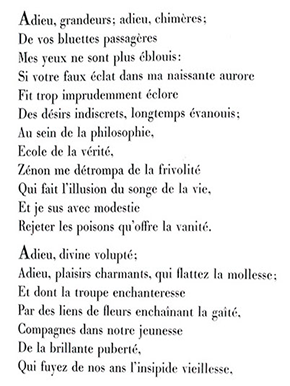 Adieu, grandeurs; adieu, chimères;
De vos bluettes passagères
Mes yeux ne sont plus éblouis:
Si votre faux éclat dans ma naissante aurore
Fit trop imprudemment éclore
Des désirs indiscrets, longtemps évanouis;
Au sein de la philosophie,
Ecole de la vérité,
Zénon me détrompa de la frivolité
Qui fait l'illusion du songe de la vie,
Et je sus avec modestie
Rejeter les poisons qu'offre la vanité.
Adieu, divine volupté;
Adieu, plaisirs charmants, qui flattez la mollesse;
Et dont la troupe enchanteresse
Par des liens de fleurs enchainant la gaîté,
Compagnes dans notre jeunesse
De la brillante puberté,
Qui fuyez de nos ans l'insipide vieillesse,